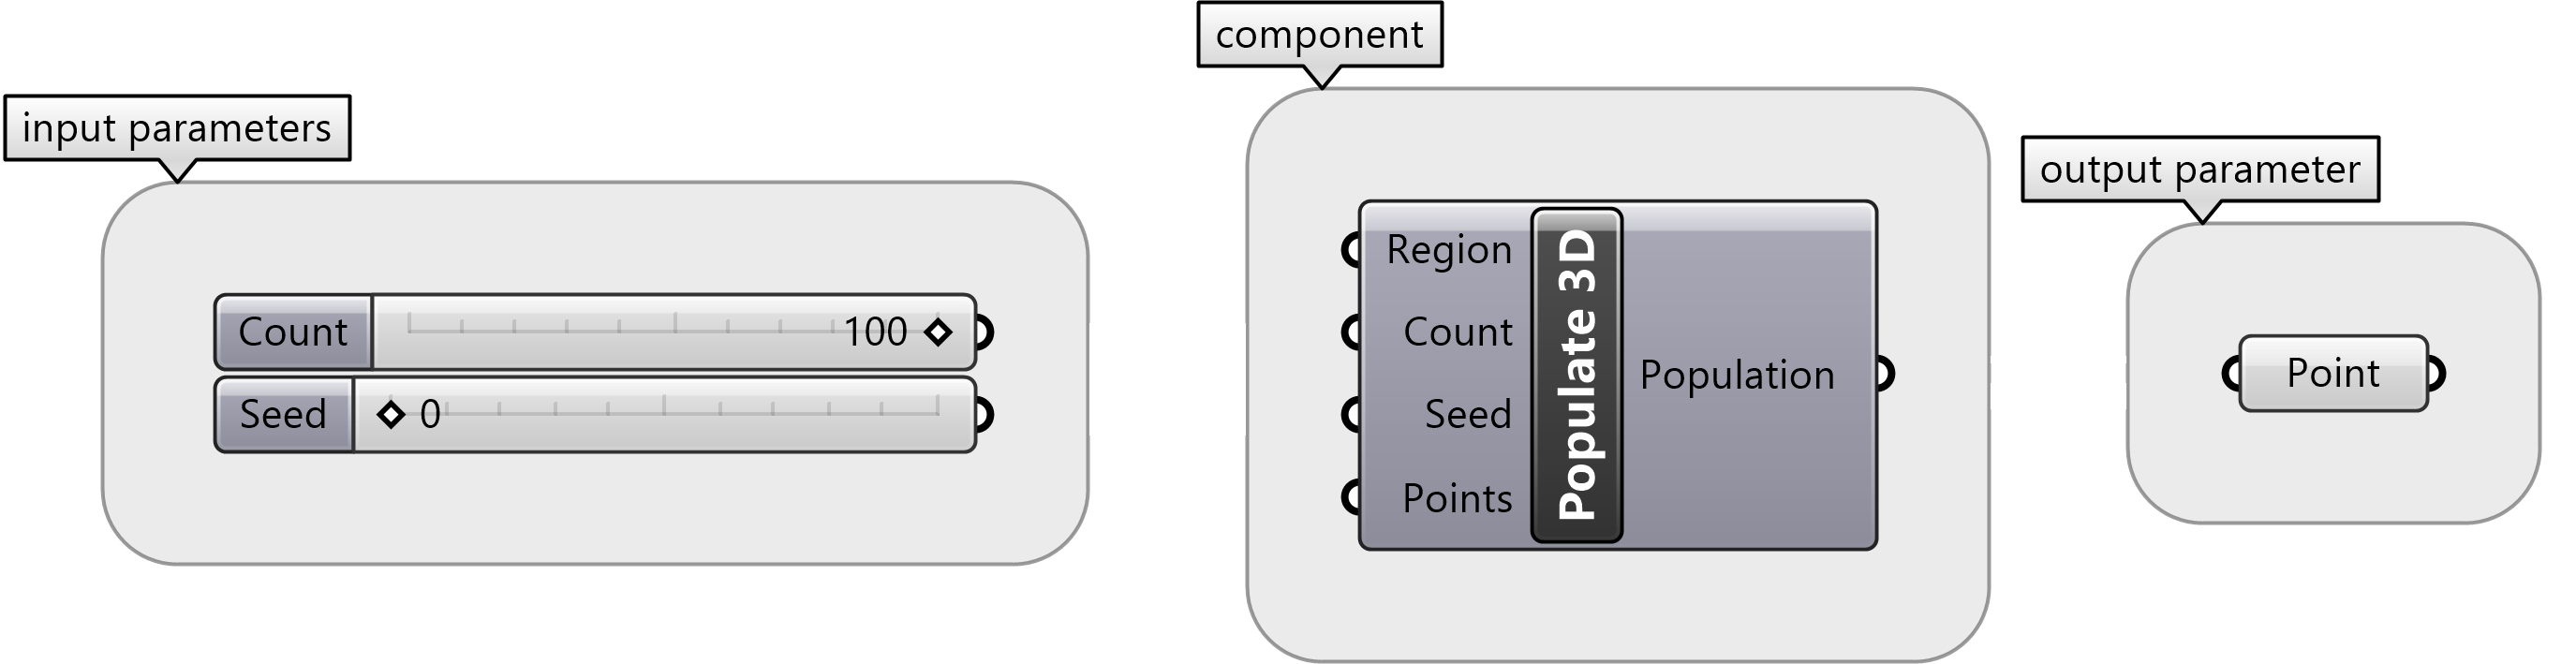 input parameters
Count
100
Seed
0
component
Region
Count
Seed
Points
Populate 3D
Population
output parameter
Point